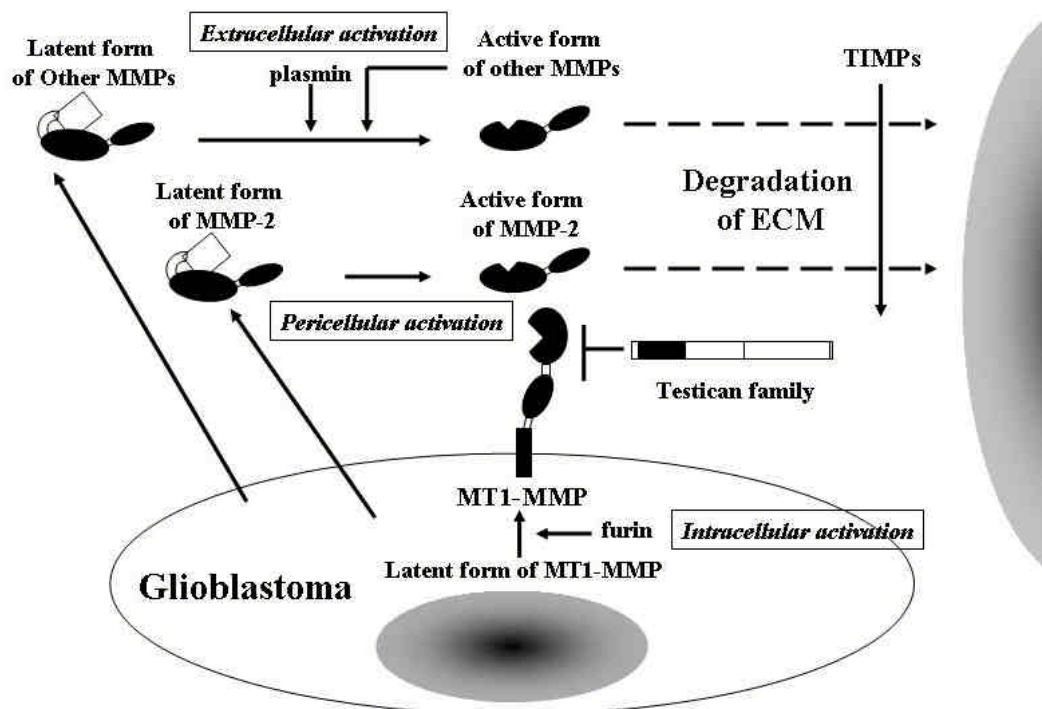 Latent form
of Other MMPs
Extracellular activation
plasmin
Active form
of other MMPs
TIMPs
Latent form
of MMP-2
Active form
of MMP-2
Degradation
of ECM
Pericellular activation
Testican family
MT1-MMP
furin
Intracellular activation
Latent form of MT1-MMP
Glioblastoma